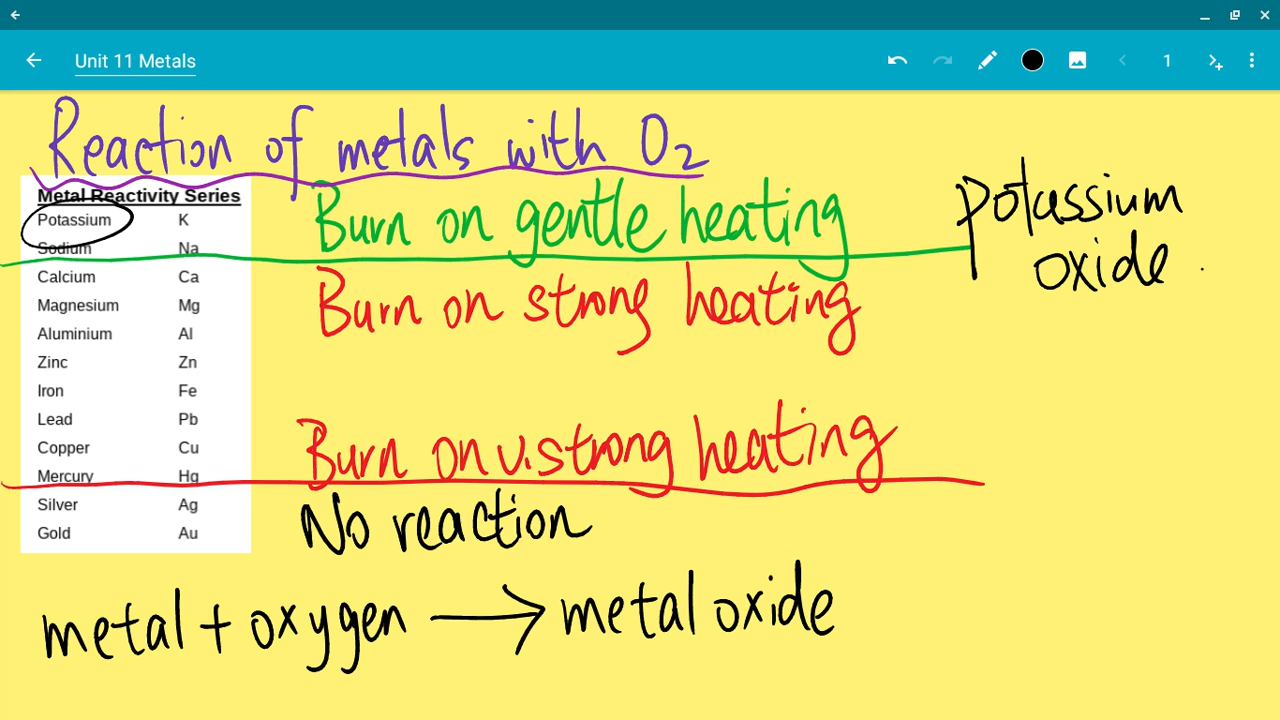 Unit 11 Metals
1
Reaction of metals with O₂
Metal Reactivity Series
Potassium K
Sodium Na
Calcium Ca
Magnesium Mg
Aluminium Al
Zinc Zn
Iron Fe
Lead Pb
Copper Cu
Mercury Hg
Silver Ag
Gold Au
Burn on gentle heating
Burn on strong heating
Burn on v.strong heating
No reaction
potassium
oxide
metal + oxygen → metal oxide